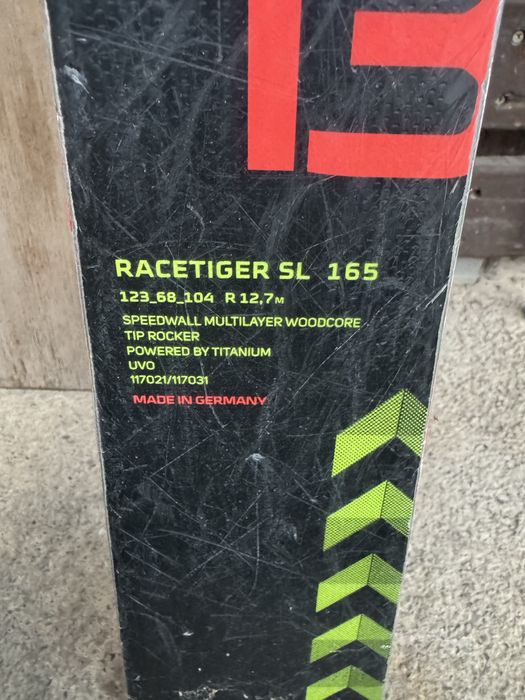 RACETIGER SL 165
123_68_104 R 12,7M
SPEEDWALL MULTILAYER WOODCORE
TIP ROCKER
POWERED BY TITANIUM
UVO
117021/117031
MADE IN GERMANY